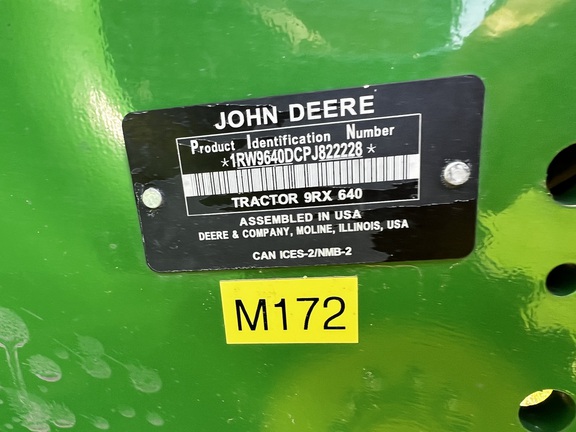 JOHN DEERE
Product Identification Number
*1RW9640DCPJ822228*
TRACTOR 9RX 640
ASSEMBLED IN USA
DEERE & COMPANY, MOLINE, ILLINOIS, USA
CAN ICES-2/NMB-2
M172